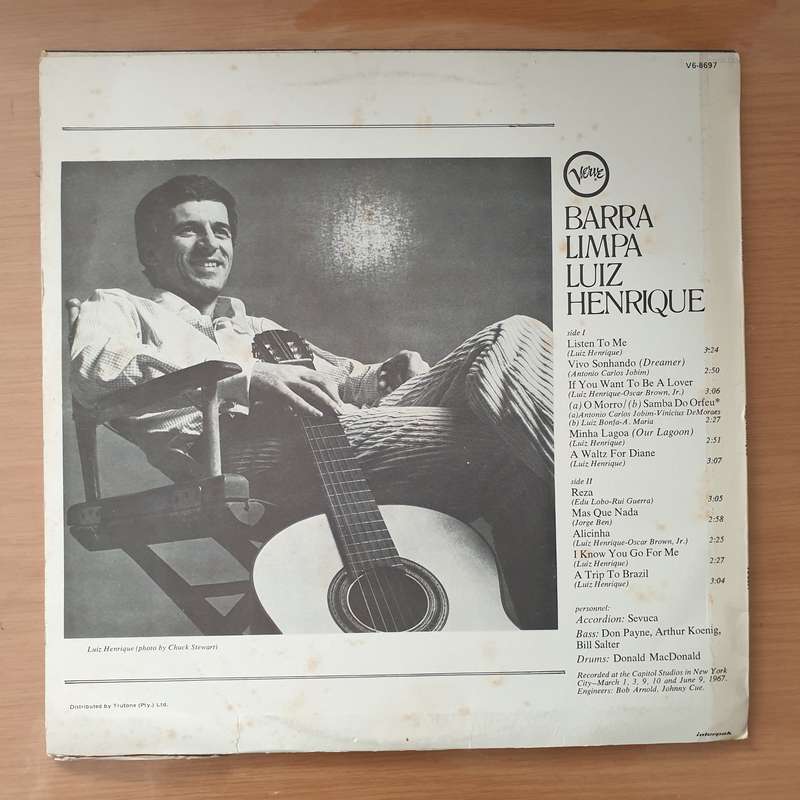 V6-8697
Verve
BARRA
LIMPA
LUIZ
HENRIQUE
side I
Listen To Me
(Luiz Henrique) 3:24
Vivo Sonhando (Dreamer)
(Antonio Carlos Jobim) 2:50
If You Want To Be A Lover
(Luiz Henrique-Oscar Brown, Jr.) 3:06
(a) O Morro/(b) Samba Do Orfeu*
(a)Antonio Carlos Jobim-Vinicius DeMoraes
(b) Luiz Bonfa-A. Maria 2:27
Minha Lagoa (Our Lagoon)
(Luiz Henrique) 2:51
A Waltz For Diane
(Luiz Henrique) 3:07
side II
Reza
(Edu Lobo-Rui Guerra) 3:05
Mas Que Nada
(Jorge Ben) 2:58
Alicinha
(Luiz Henrique-Oscar Brown, Jr.) 2:25
I Know You Go For Me
(Luiz Henrique) 2:27
A Trip To Brazil
(Luiz Henrique) 3:04
personnel:
Accordion: Sevuca
Bass: Don Payne, Arthur Koenig,
Bill Salter
Drums: Donald MacDonald
Recorded at the Capitol Studios in New York
City—March 1, 3, 9, 10 and June 9, 1967.
Engineers: Bob Arnold, Johnny Cue.
Luiz Henrique (photo by Chuck Stewart)
Distributed by Trutone (Pty.) Ltd.
interpak